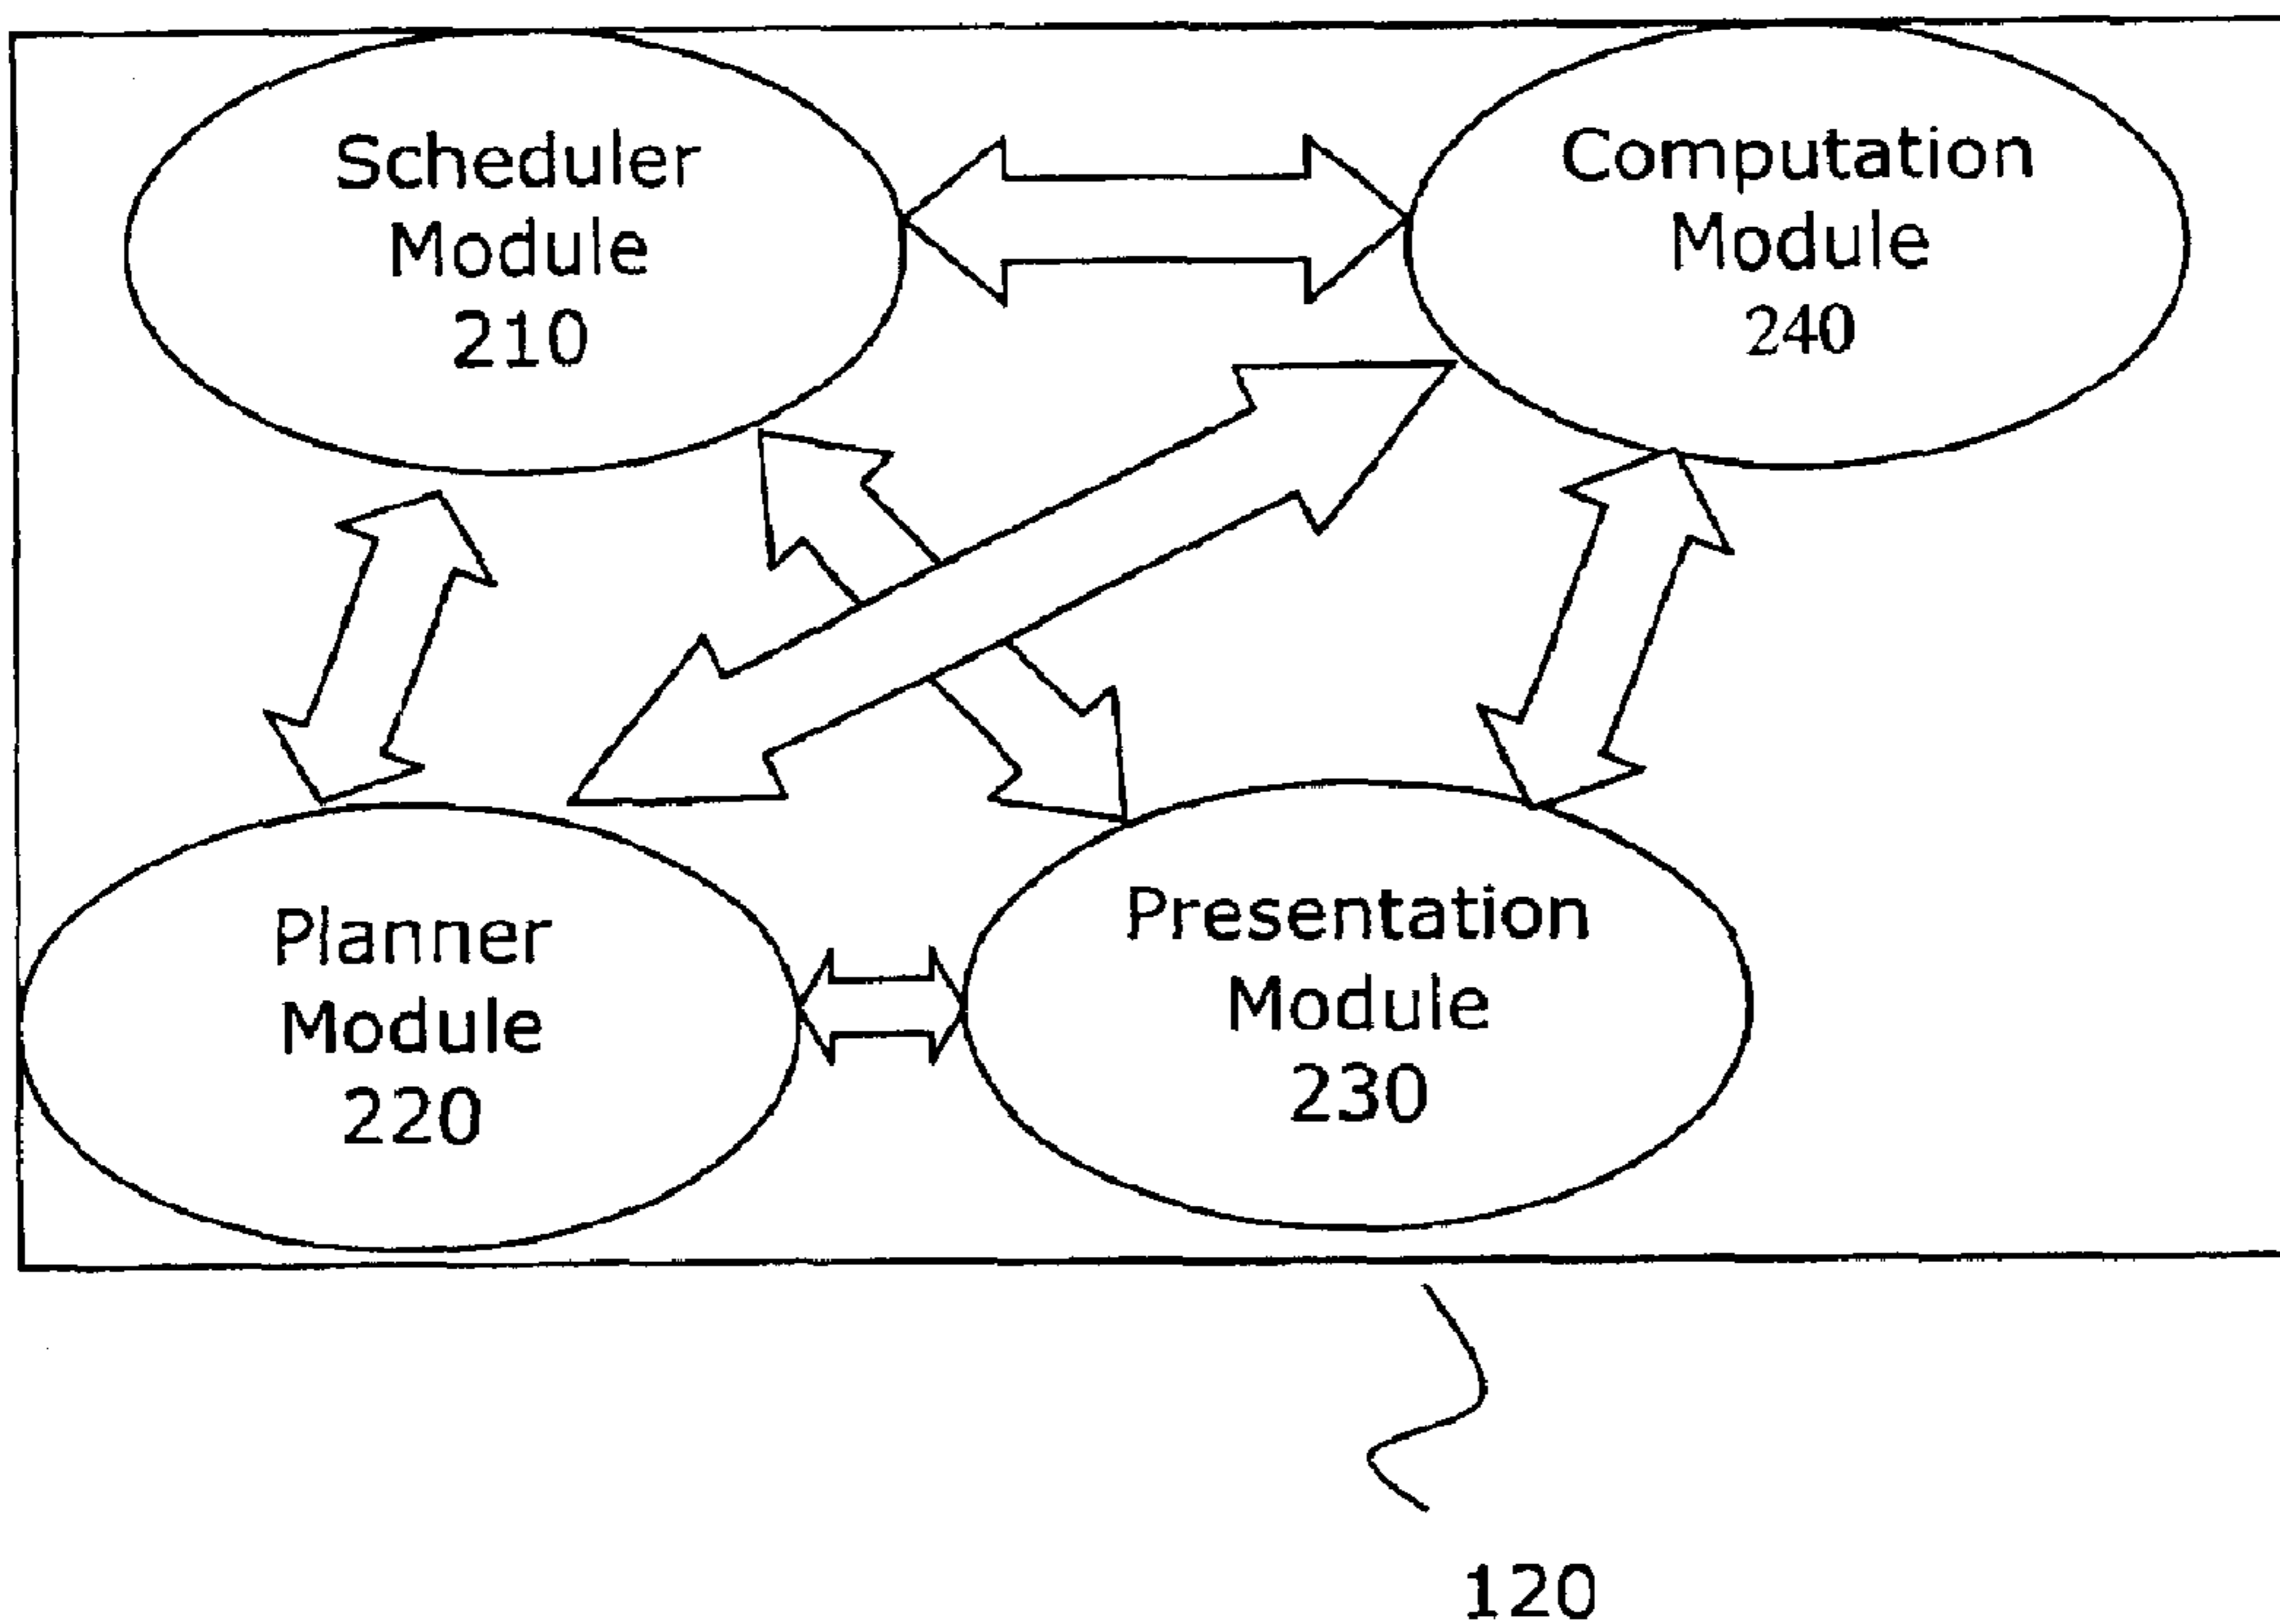 Scheduler
Module
210
Computation
Module
240
Planner
Module
220
Presentation
Module
230
120